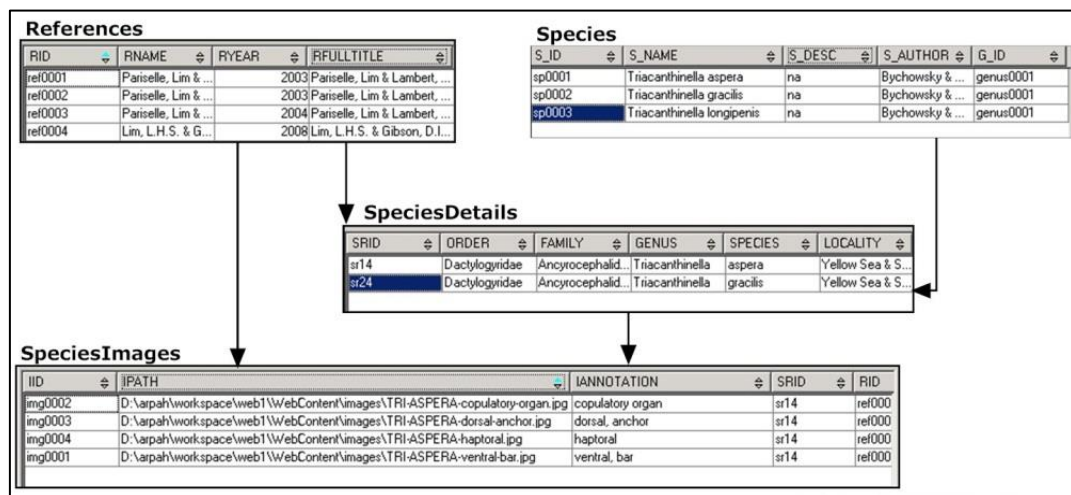 References
RID RNAME RYEAR RFULLTITLE
ref0001 Pariselle, Lim & ... 2003 Pariselle, Lim & Lambert, ...
ref0002 Pariselle, Lim & ... 2003 Pariselle, Lim & Lambert, ...
ref0003 Pariselle, Lim & ... 2004 Pariselle, Lim & Lambert, ...
ref0004 Lim, L.H.S. & G... 2008 Lim, L.H.S. & Gibson, D.I...
Species
S_ID S_NAME S_DESC S_AUTHOR G_ID
sp0001 Triacanthinella aspera na Bychowsky & ... genus0001
sp0002 Triacanthinella gracilis na Bychowsky & ... genus0001
sp0003 Triacanthinella longipenis na Bychowsky & ... genus0001
SpeciesDetails
SRID ORDER FAMILY GENUS SPECIES LOCALITY
sr14 Dactylogyridae Ancyrocephalid... Triacanthinella aspera Yellow Sea & S...
sr24 Dactylogyridae Ancyrocephalid... Triacanthinella gracilis Yellow Sea & S...
SpeciesImages
IID IPATH IANNOTATION SRID RID
img0002 D:\arpah\workspace\web1\WebContent\images\TRI-ASPERA-copulatory-organ.jpg copulatory organ sr14 ref000
img0003 D:\arpah\workspace\web1\WebContent\images\TRI-ASPERA-dorsal-anchor.jpg dorsal, anchor sr14 ref000
img0004 D:\arpah\workspace\web1\WebContent\images\TRI-ASPERA-haptoral.jpg haptoral sr14 ref000
img0001 D:\arpah\workspace\web1\WebContent\images\TRI-ASPERA-ventral-bar.jpg ventral, bar sr14 ref000